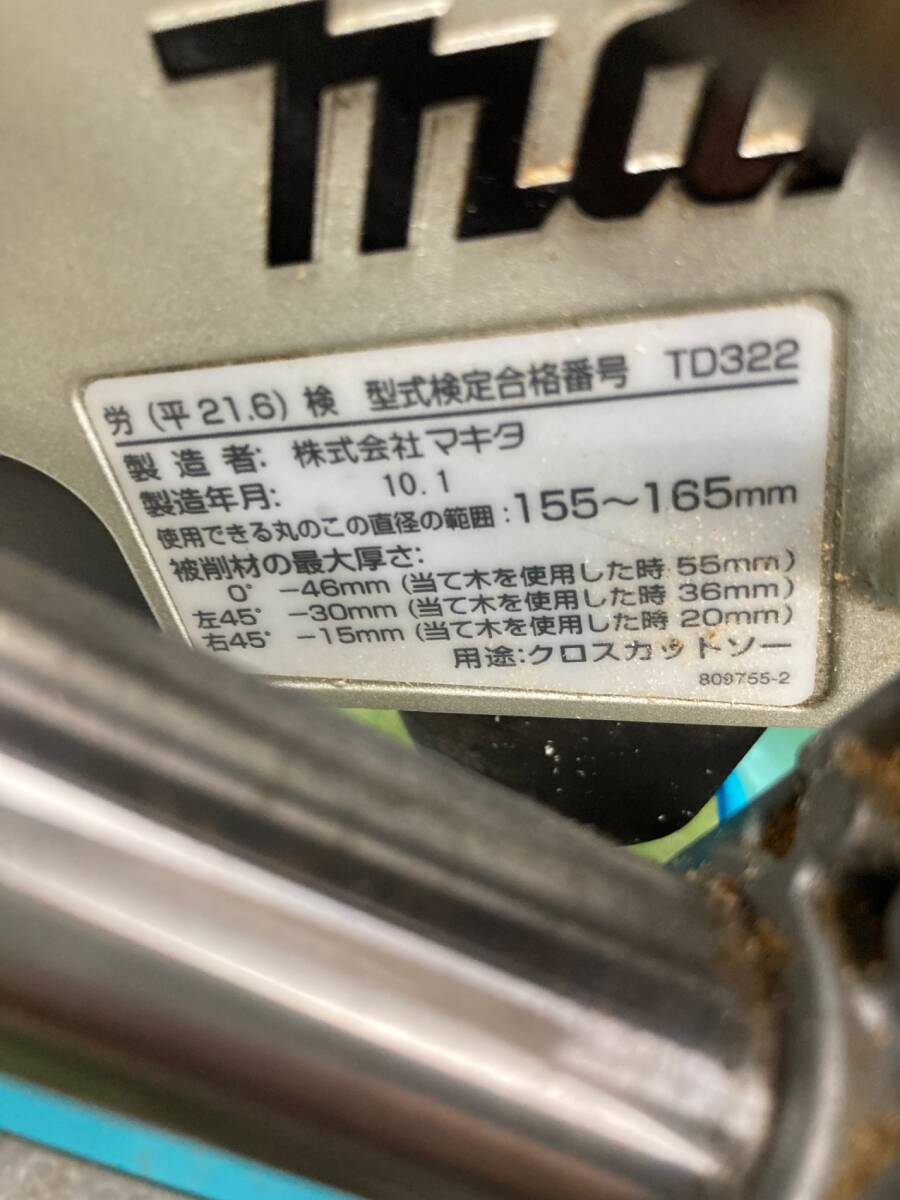 makı
労 (平21.6) 検 型式検定合格番号 TD322
製造者: 株式会社マキタ
製造年月: 10.1
使用できる丸のこの直径の範囲:155～165mm
被削材の最大厚さ:
0° −46mm (当て木を使用した時 55mm)
左45° −30mm (当て木を使用した時 36mm)
右45° −15mm (当て木を使用した時 20mm)
用途:クロスカットソー
809755-2